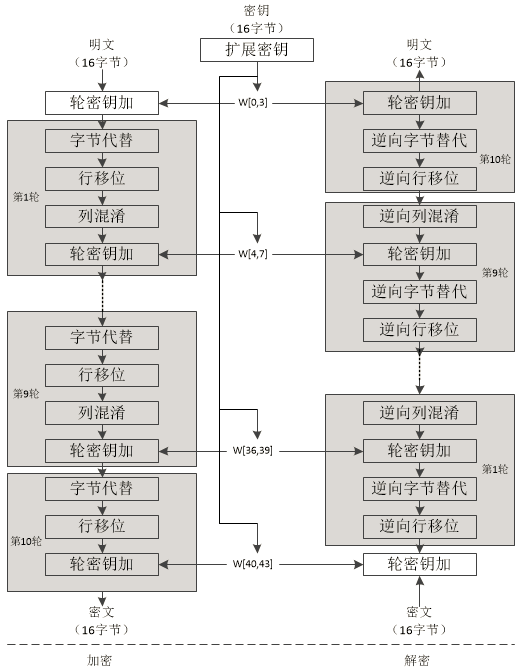 密钥
（16字节）
扩展密钥
明文
（16字节）
轮密钥加
第1轮
字节代替
行移位
列混淆
轮密钥加
第9轮
字节代替
行移位
列混淆
轮密钥加
第10轮
字节代替
行移位
轮密钥加
密文
（16字节）
加密
W[0,3]
W[4,7]
W[36,39]
W[40,43]
明文
（16字节）
轮密钥加
逆向字节替代
逆向行移位
第10轮
逆向列混淆
轮密钥加
逆向字节替代
逆向行移位
第9轮
逆向列混淆
轮密钥加
逆向字节替代
逆向行移位
第1轮
轮密钥加
密文
（16字节）
解密